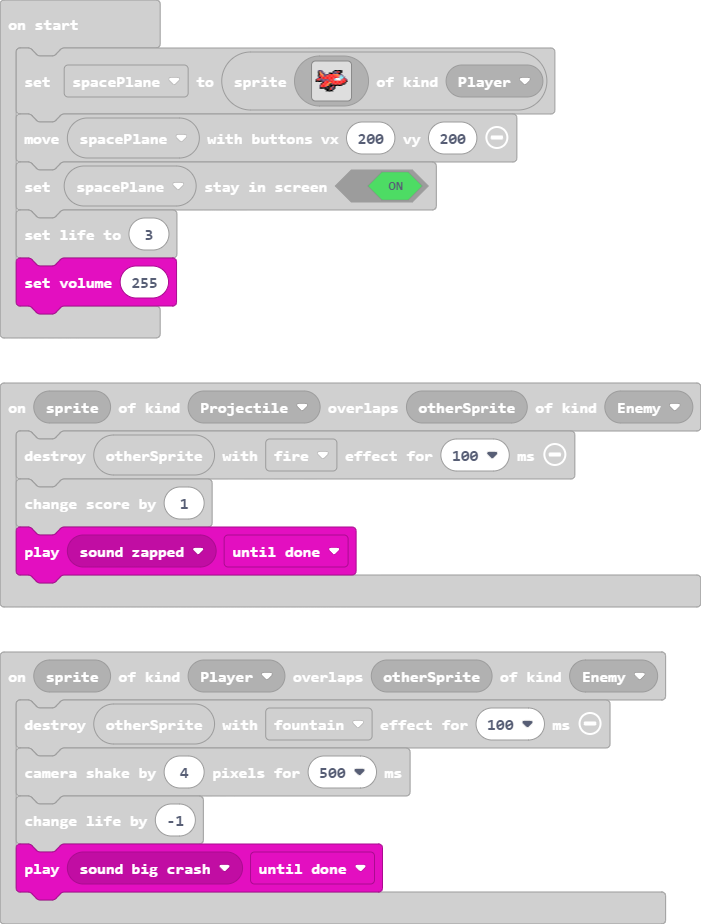 on start
set spacePlane to sprite of kind Player
move spacePlane with buttons vx 200 vy 200
set spacePlane stay in screen ON
set life to 3
set volume 255
on sprite of kind Projectile overlaps otherSprite of kind Enemy
destroy otherSprite with fire effect for 100 ms
change score by 1
play sound zapped until done
on sprite of kind Player overlaps otherSprite of kind Enemy
destroy otherSprite with fountain effect for 100 ms
camera shake by 4 pixels for 500 ms
change life by -1
play sound big crash until done